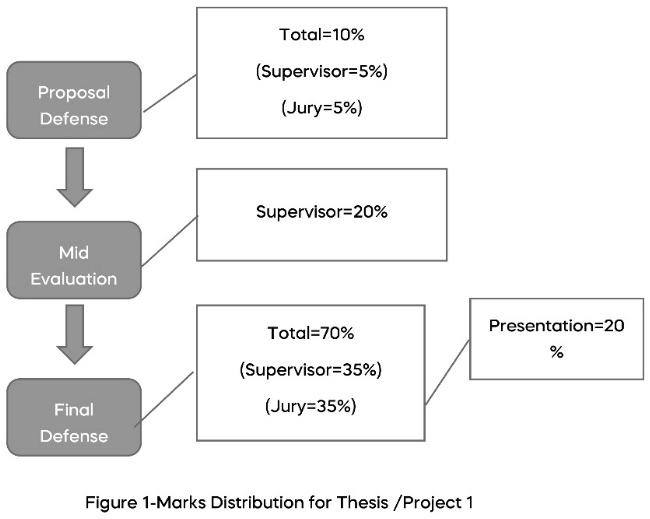 Total=10%
(Supervisor=5%)
(Jury=5%)
Proposal
Defense
Supervisor=20%
Mid
Evaluation
Total=70%
(Supervisor=35%)
(Jury=35%)
Presentation=20
%
Final
Defense
Figure 1-Marks Distribution for Thesis /Project 1